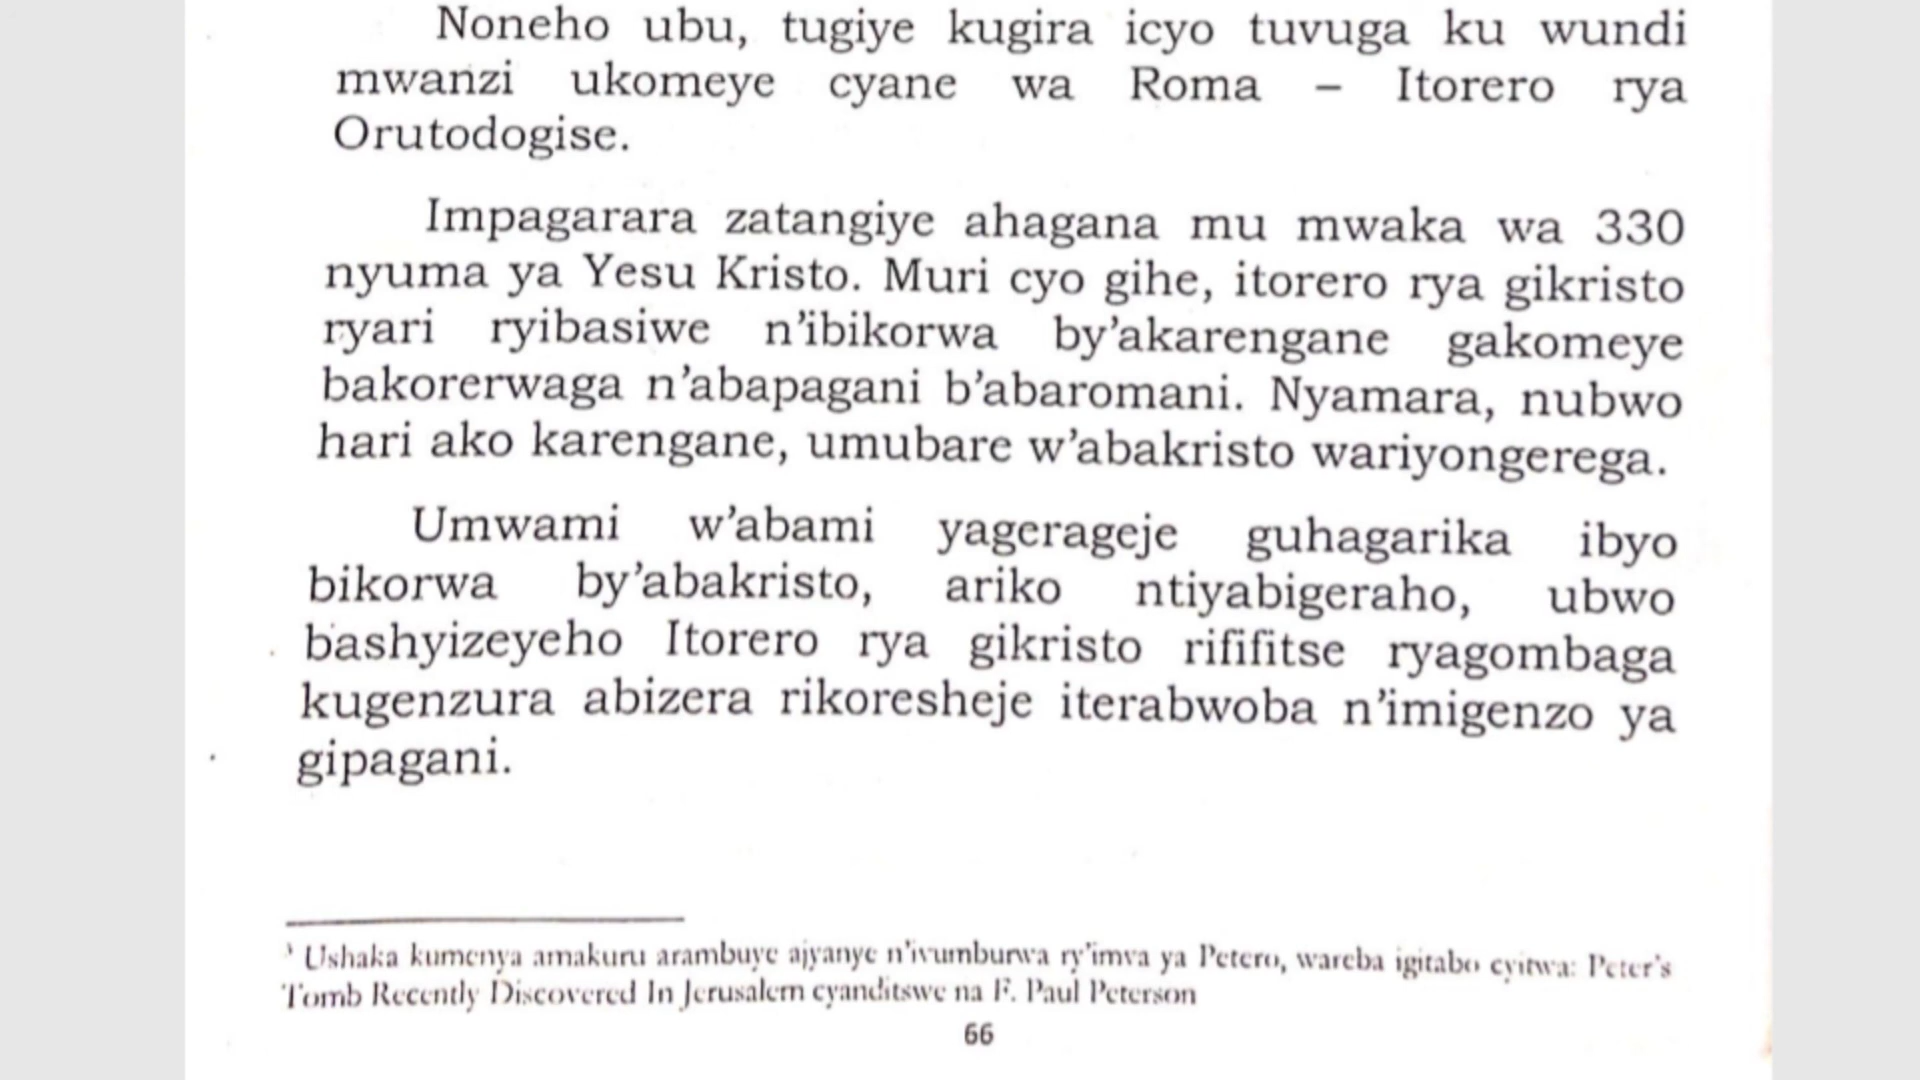 Noneho ubu, tugiye kugira icyo tuvuga ku wundi
mwanzi ukomeye cyane wa Roma – Itorero rya
Orutodogise.
Impagarara zatangiye ahagana mu mwaka wa 330
nyuma ya Yesu Kristo. Muri cyo gihe, itorero rya gikristo
ryari ryibasiwe n’ibikorwa by’akarengane gakomeye
bakorerwaga n’abapagani b’abaromani. Nyamara, nubwo
hari ako karengane, umubare w’abakristo wariyongerega.
Umwami w’abami yagerageje guhagarika ibyo
bikorwa by’abakristo, ariko ntiyabigeraho, ubwo
bashyizeyeho Itorero rya gikristo rififitse ryagombaga
kugenzura abizera rikoresheje iterabwoba n’imigenzo ya
gipagani.
³ Ushaka kumenya amakuru arambuye ajyanye n’ivumburwa ry’imva ya Petero, wareba igitabo cyitwa: Peter’s
Tomb Recently Discovered In Jerusalem cyanditswe na F. Paul Peterson
66